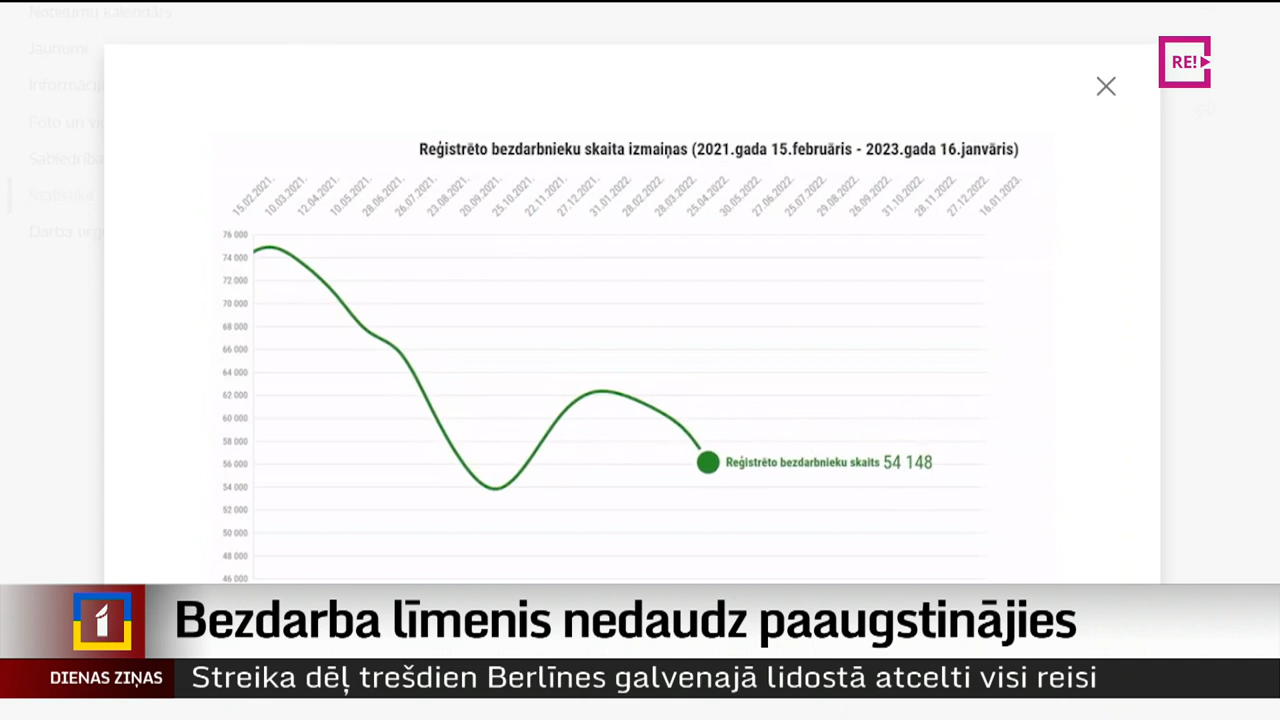 Notikumu kalendārs
Jaunumi
Foto un
Statistika
RE!
Reģistrēto bezdarbnieku skaita izmaiņas (2021.gada 15.februāris - 2023.gada 16.janvāris)
15.02.2021. 10.03.2021. 12.04.2021. 10.05.2021. 28.06.2021. 26.07.2021. 23.08.2021. 20.09.2021. 25.10.2021. 22.11.2021. 27.12.2021. 31.01.2022. 28.02.2022. 28.03.2022. 25.04.2022. 30.05.2022. 27.06.2022. 25.07.2022. 29.08.2022. 26.09.2022. 31.10.2022. 28.11.2022. 27.12.2022. 16.01.2023.
76 000
74 000
72 000
70 000
68 000
66 000
64 000
62 000
60 000
58 000
56 000
54 000
52 000
50 000
48 000
46 000
Reģistrēto bezdarbnieku skaits 54 148
1
Bezdarba līmenis nedaudz paaugstinājies
DIENAS ZIŅAS
Streika dēļ trešdien Berlīnes galvenajā lidostā atcelti visi reisi